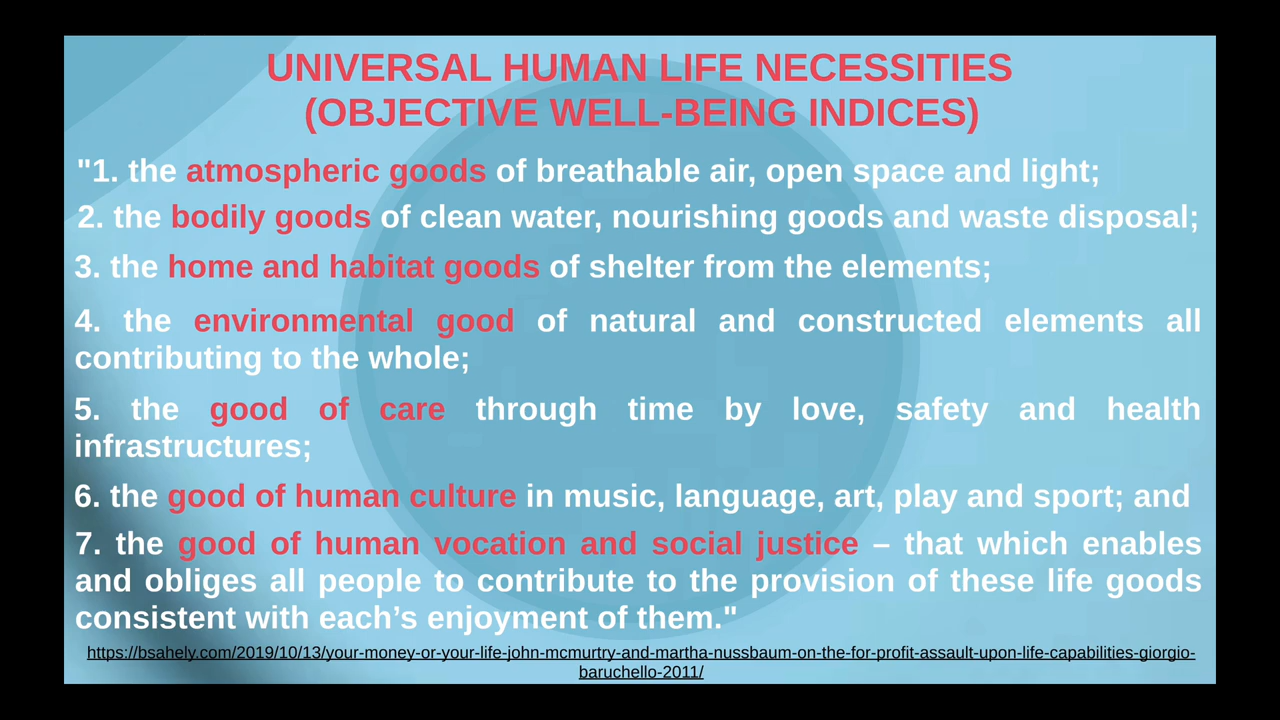 UNIVERSAL HUMAN LIFE NECESSITIES
(OBJECTIVE WELL-BEING INDICES)
"1. the atmospheric goods of breathable air, open space and light;
2. the bodily goods of clean water, nourishing goods and waste disposal;
3. the home and habitat goods of shelter from the elements;
4. the environmental good of natural and constructed elements all
contributing to the whole;
5. the good of care through time by love, safety and health
infrastructures;
6. the good of human culture in music, language, art, play and sport; and
7. the good of human vocation and social justice – that which enables
and obliges all people to contribute to the provision of these life goods
consistent with each’s enjoyment of them."
https://bsahely.com/2019/10/13/your-money-or-your-life-john-mcmurtry-and-martha-nussbaum-on-the-for-profit-assault-upon-life-capabilities-giorgio-
baruchello-2011/